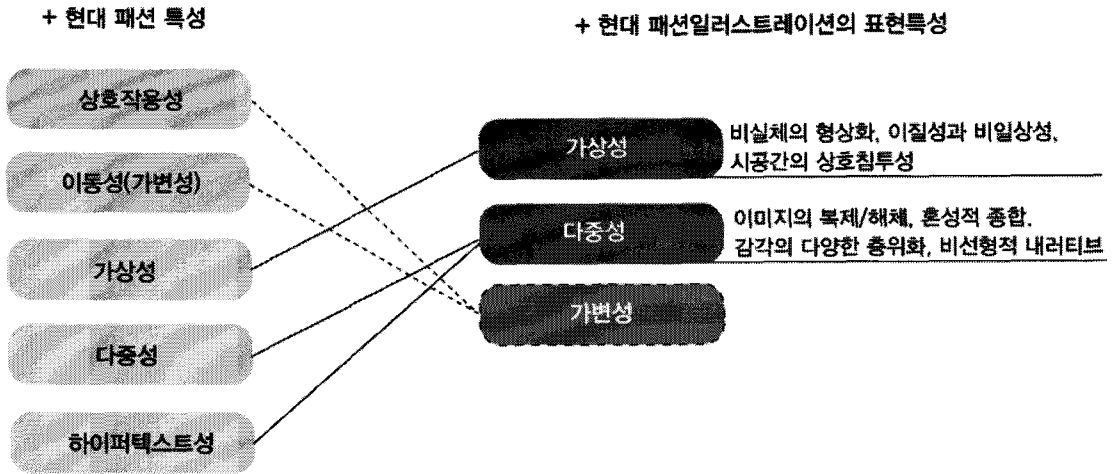 + 현대 패션 특성
+ 현대 패션일러스트레이션의 표현특성
상호작용성
이동성(가변성)
가상성
다중성
하이퍼텍스트성
가상성
비실체의 형상화, 이질성과 비일상성,
시공간의 상호침투성
다중성
이미지의 복제/해체, 혼성적 종합.
감각의 다양한 층위화, 비선형적 내러티브
가변성